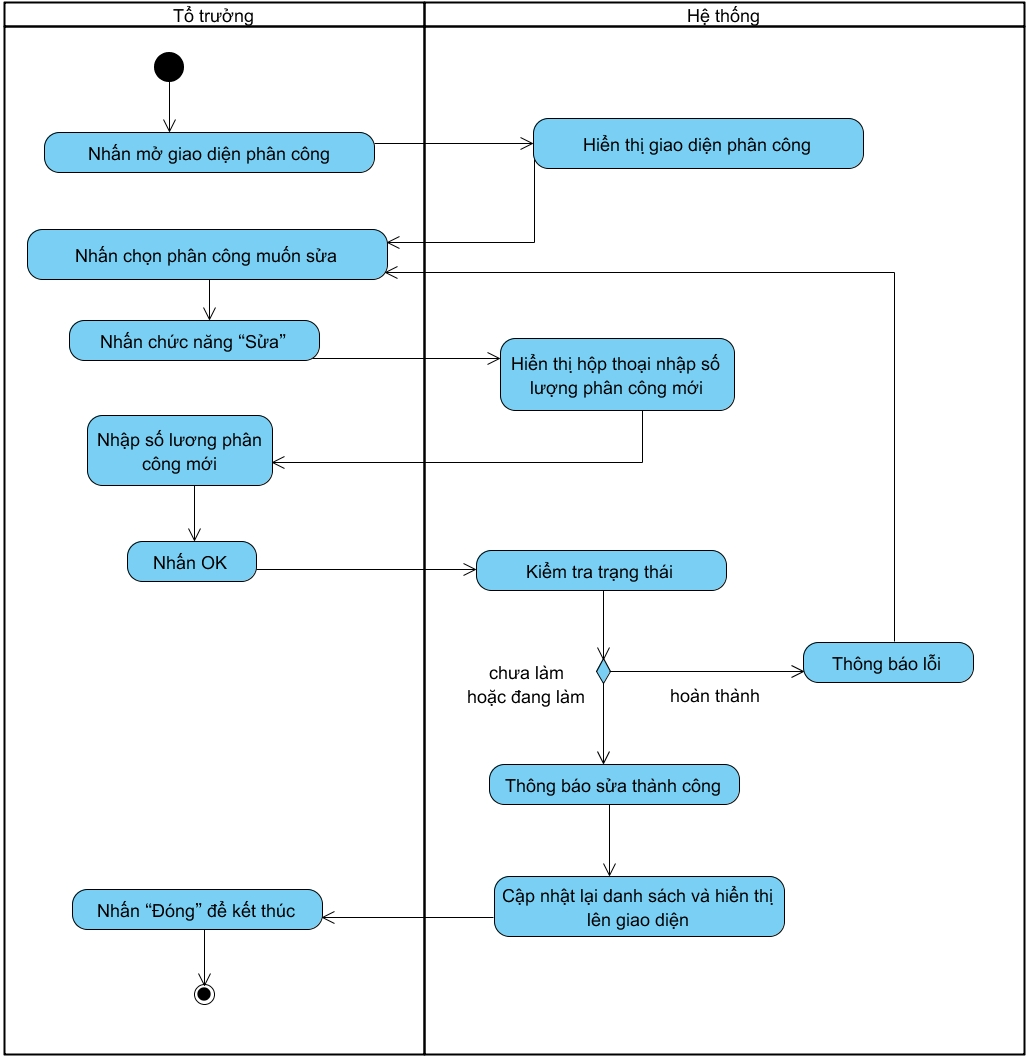 Tổ trưởng
Hệ thống
Nhấn mở giao diện phân công
Hiển thị giao diện phân công
Nhấn chọn phân công muốn sửa
Nhấn chức năng “Sửa”
Hiển thị hộp thoại nhập số
lượng phân công mới
Nhập số lương phân
công mới
Nhấn OK
Kiểm tra trạng thái
chưa làm
hoặc đang làm
hoàn thành
Thông báo lỗi
Thông báo sửa thành công
Cập nhật lại danh sách và hiển thị
lên giao diện
Nhấn “Đóng” để kết thúc